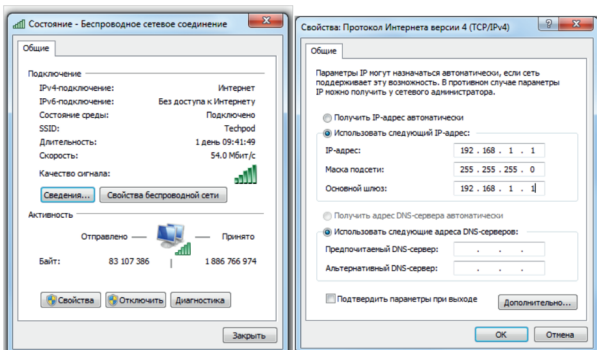 Состояние - Беспроводное сетевое соединение
Общие
Подключение
IPv4-подключение: Интернет
IPv6-подключение: Без доступа к Интернету
Состояние среды: Подключено
SSID: Techpod
Длительность: 1 день 09:41:49
Скорость: 54.0 Мбит/с
Качество сигнала:
Сведения... Свойства беспроводной сети
Активность
Отправлено — — Принято
Байт: 83 107 386 | 1 886 766 974
Свойства Отключить Диагностика
Закрыть
Свойства: Протокол Интернета версии 4 (TCP/IPv4)
Общие
Параметры IP могут назначаться автоматически, если сеть
поддерживает эту возможность. В противном случае параметры
IP можно получить у сетевого администратора.
Получить IP-адрес автоматически
Использовать следующий IP-адрес:
IP-адрес: 192 . 168 . 1 . 1
Маска подсети: 255 . 255 . 255 . 0
Основной шлюз: 192 . 168 . 1 . 1
Получить адрес DNS-сервера автоматически
Использовать следующие адреса DNS-серверов:
Предпочитаемый DNS-сервер: . . .
Альтернативный DNS-сервер: . . .
Подтвердить параметры при выходе Дополнительно...
ОК Отмена